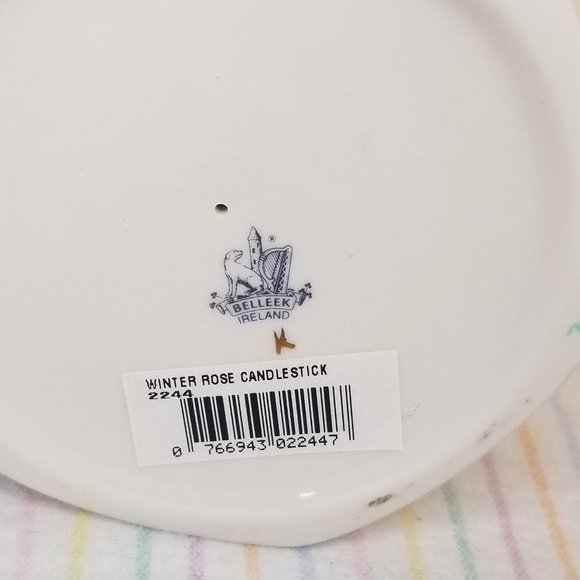 ®
BELLEEK
IRELAND
K
WINTER ROSE CANDLESTICK
2244
0 766943 022447